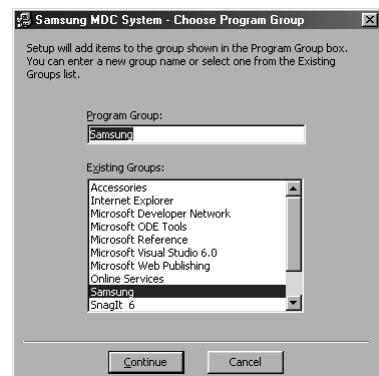 Samsung MDC System - Choose Program Group
Setup will add items to the group shown in the Program Group box.
You can enter a new group name or select one from the Existing
Groups list.
Program Group:
Samsung
Existing Groups:
Accessories
Internet Explorer
Microsoft Developer Network
Microsoft ODE Tools
Microsoft Reference
Microsoft Visual Studio 6.0
Microsoft Web Publishing
Online Services
Samsung
SnagIt 6
Continue
Cancel